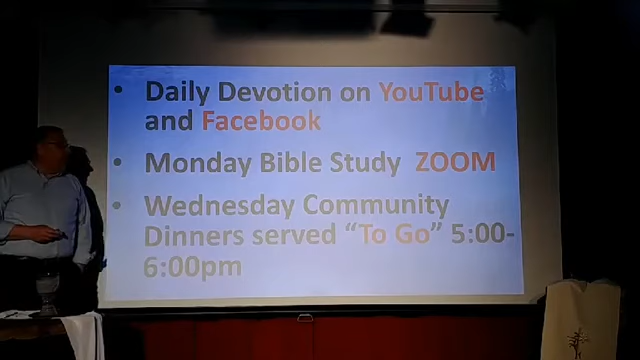 • Daily Devotion on YouTube
and Facebook
• Monday Bible Study ZOOM
• Wednesday Community
Dinners served “To Go” 5:00-
6:00pm